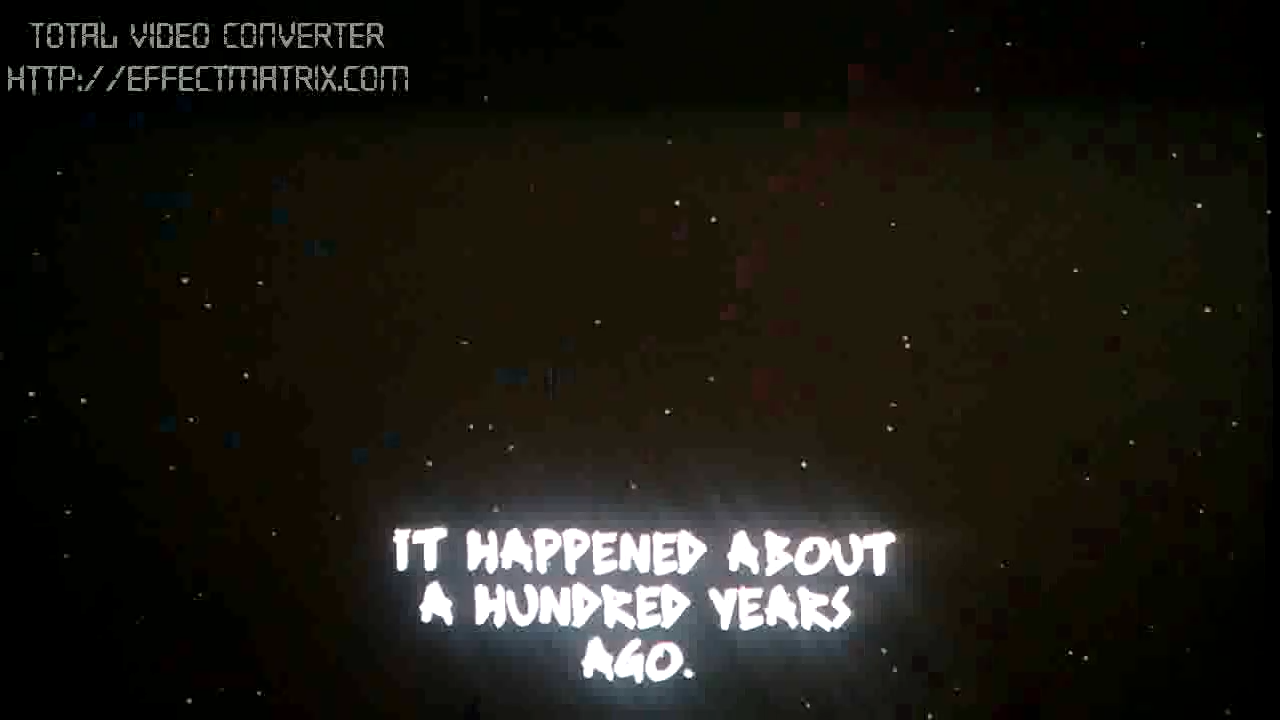 TOTAL VIDEO CONVERTER
HTTP://EFFECTMATRIX.COM
IT HAPPENED ABOUT
A HUNDRED YEARS
AGO.